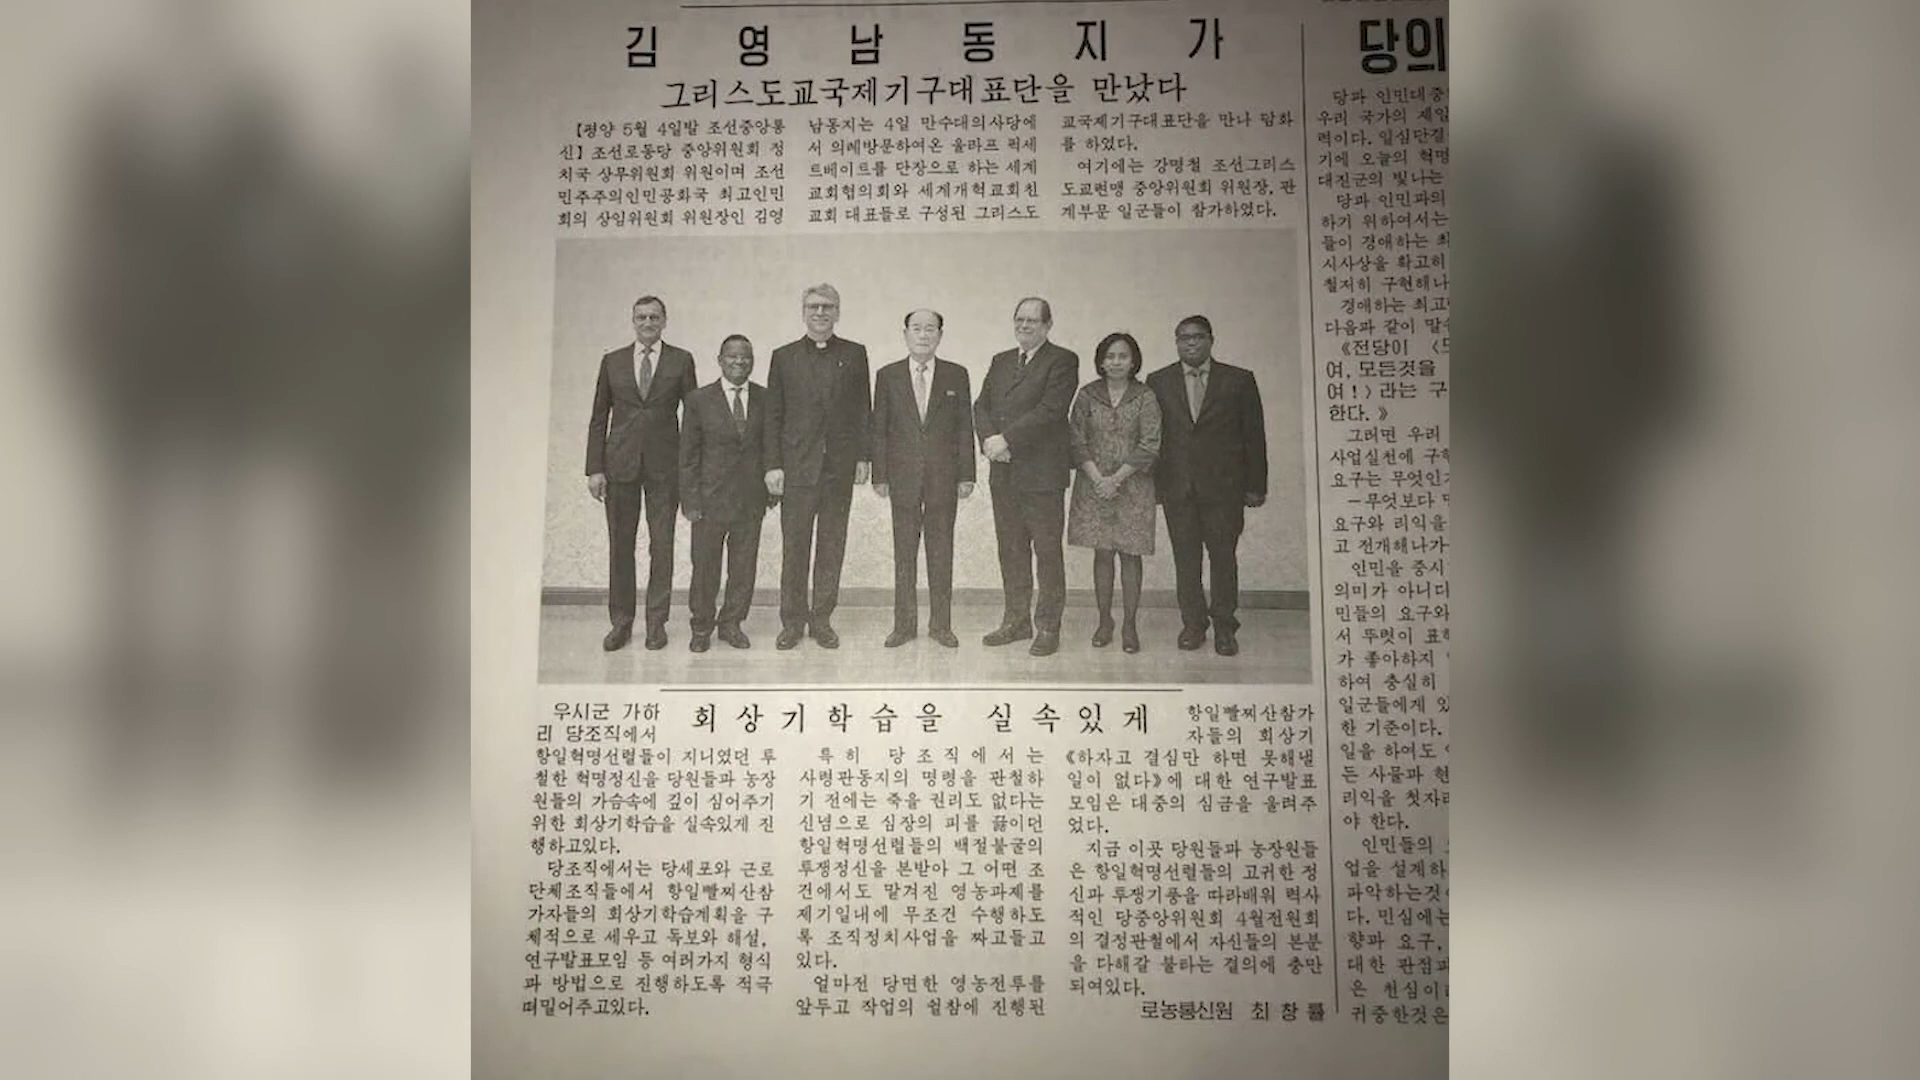 김영남동지가
그리스도교국제기구대표단을 만났다
【평양 5월 4일발 조선중앙통
신】조선로동당 중앙위원회 정
치국 상무위원회 위원이며 조선
민주주의인민공화국 최고인민
회의 상임위원회 위원장인 김영
남동지는 4일 만수대의사당에
서 의례방문하여온 울라프 퓍세
트베이트를 단장으로 하는 세계
교회협의회와 세계개혁교회친
교회 대표들로 구성된 그리스도
교국제기구대표단을 만나 담화
를 하였다.
여기에는 강명철 조선그리스
도교련맹 중앙위원회 위원장, 관
계부문 일군들이 참가하였다.
회상기학습을 실속있게
우시군 가하
리 당조직에서
항일혁명선렬들이 지니였던 투
철한 혁명정신을 당원들과 농장
원들의 가슴속에 깊이 심어주기
위한 회상기학습을 실속있게 진
행하고있다.
당조직에서는 당세포와 근로
단체조직들에서 항일빨찌산참
가자들의 회상기학습계획을 구
체적으로 세우고 독보와 해설,
연구발표모임 등 여러가지 형식
과 방법으로 진행하도록 적극
떠밀어주고있다.
특히 당조직에서는
사령관동지의 명령을 관철하
기 전에는 죽을 권리도 없다는
신념으로 심장의 피를 끓이던
항일혁명선렬들의 백절불굴의
투쟁정신을 본받아 그 어떤 조
건에서도 맡겨진 영농과제를
제기일내에 무조건 수행하도
록 조직정치사업을 짜고들고
있다.
얼마전 당면한 영농전투를
앞두고 작업의 쉴참에 진행된
항일빨찌산참가
자들의 회상기
《하자고 결심만 하면 못해낼
일이 없다》에 대한 연구발표
모임은 대중의 심금을 울려주
었다.
지금 이곳 당원들과 농장원들
은 항일혁명선렬들의 고귀한 정
신과 투쟁기풍을 따라배워 력사
적인 당중앙위원회 4월전원회
의 결정관철에서 자신들의 본분
을 다해갈 불타는 결의에 충만
되여있다.
로농통신원 최창률
당의
당과 인민대중
우리 국가의 제일
력이다. 일심단결
기에 오늘의 혁명
대진군의 빛나는
당과 인민과의
하기 위하여서는
들이 경애하는 최
시사상을 확고히
철저히 구현해나
경애하는 최고
다음과 같이 말
《전당이
여, 모든것을
여!〉라는 구
한다.》
그러면 우리
사업실천에 구
요구는 무엇인
－무엇보다
요구와 리익을
고 전개해나가
인민을 중시
의미가 아니다
민들의 요구와
서 뚜렷이 표
가 좋아하지
하여 충실히
일군들에게 있
한 기준이다.
일을 하여도
든 사물과 현
리익을 첫자리
야 한다.
인민들의
업을 설계하
파악하는것
다. 민심에는
향과 요구,
대한 관점과
은 천심이
귀중한것은